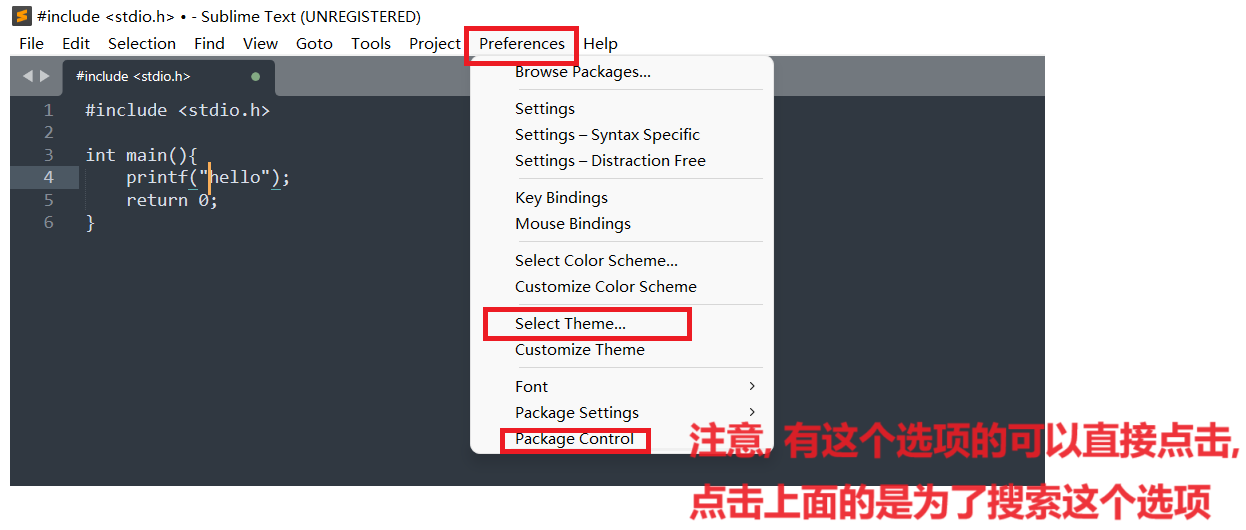 #include <stdio.h> • - Sublime Text (UNREGISTERED)
File Edit Selection Find View Goto Tools Project Preferences Help
#include <stdio.h>
1 #include <stdio.h>
2
3 int main(){
4 printf("hello");
5 return 0;
6 }
Browse Packages...
Settings
Settings – Syntax Specific
Settings – Distraction Free
Key Bindings
Mouse Bindings
Select Color Scheme...
Customize Color Scheme
Select Theme...
Customize Theme
Font
Package Settings
Package Control
注意, 有这个选项的可以直接点击,
点击上面的是为了搜索这个选项